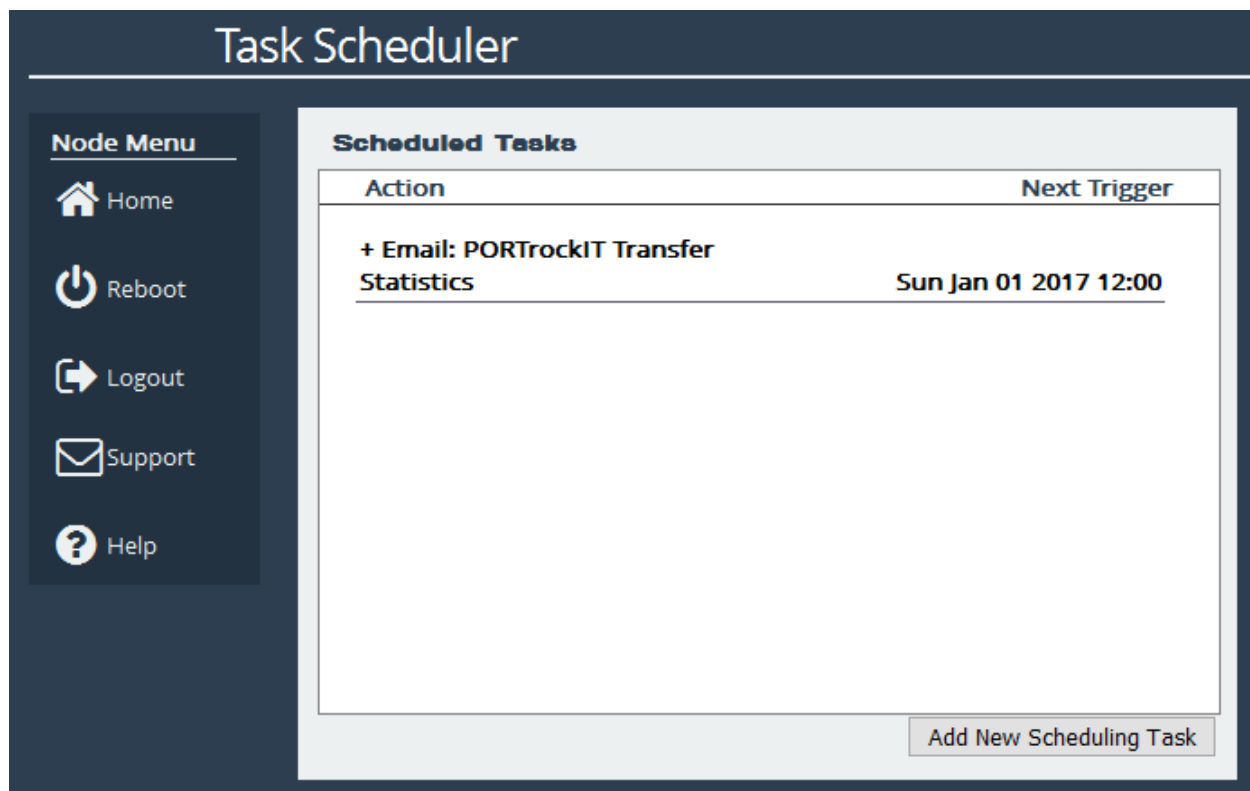 Task Scheduler
Node Menu
Home
Reboot
Logout
Support
Help
Scheduled Tasks
Action Next Trigger
+ Email: PORTrockIT Transfer
Statistics Sun Jan 01 2017 12:00
Add New Scheduling Task